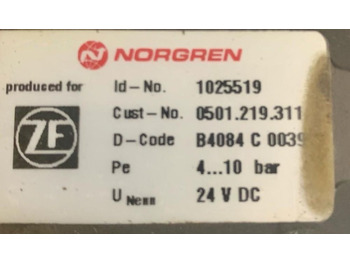 NORGREN
produced for
ZF
Id-No. 1025519
Cust-No. 0501.219.311
D-Code B4084 C 0039
Pe 4...10 bar
U Nenn 24 V DC